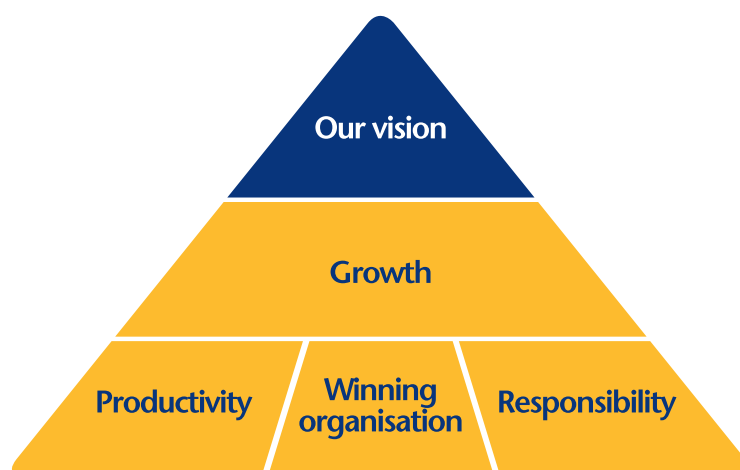 Our vision
Growth
Productivity
Winning
organisation
Responsibility